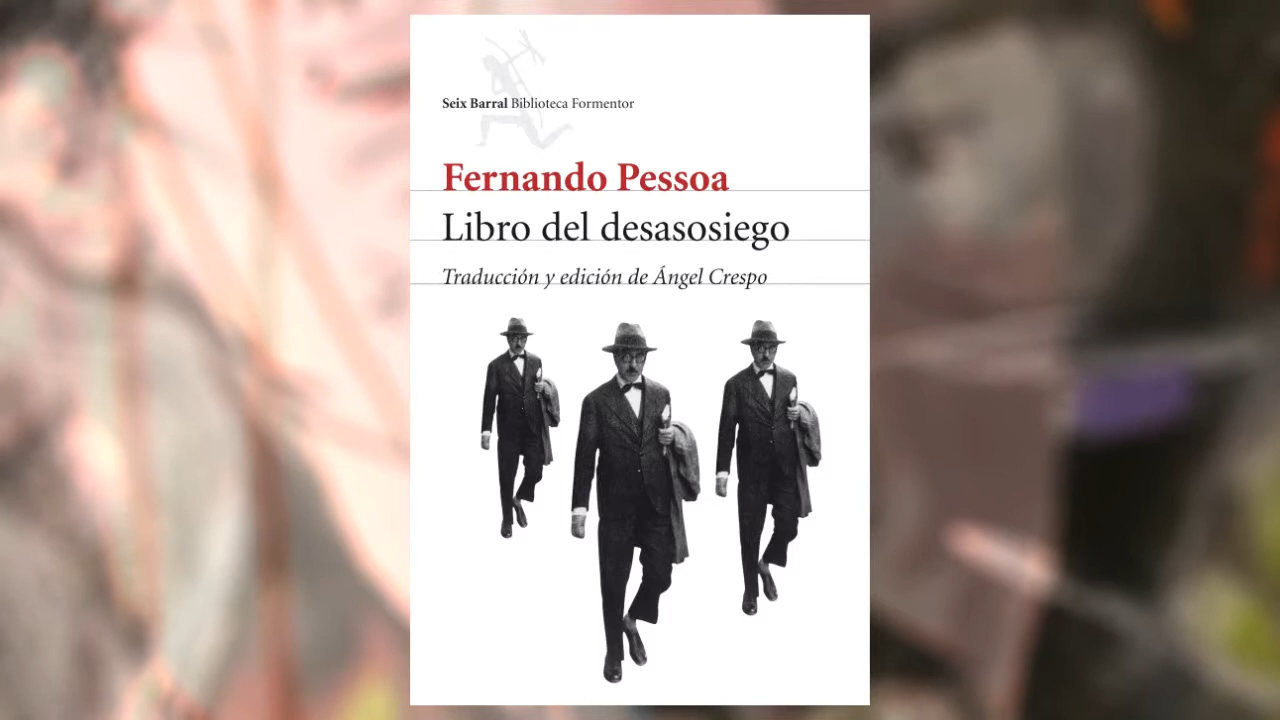 Seix Barral Biblioteca Formentor
Fernando Pessoa
Libro del desasosiego
Traducción y edición de Ángel Crespo